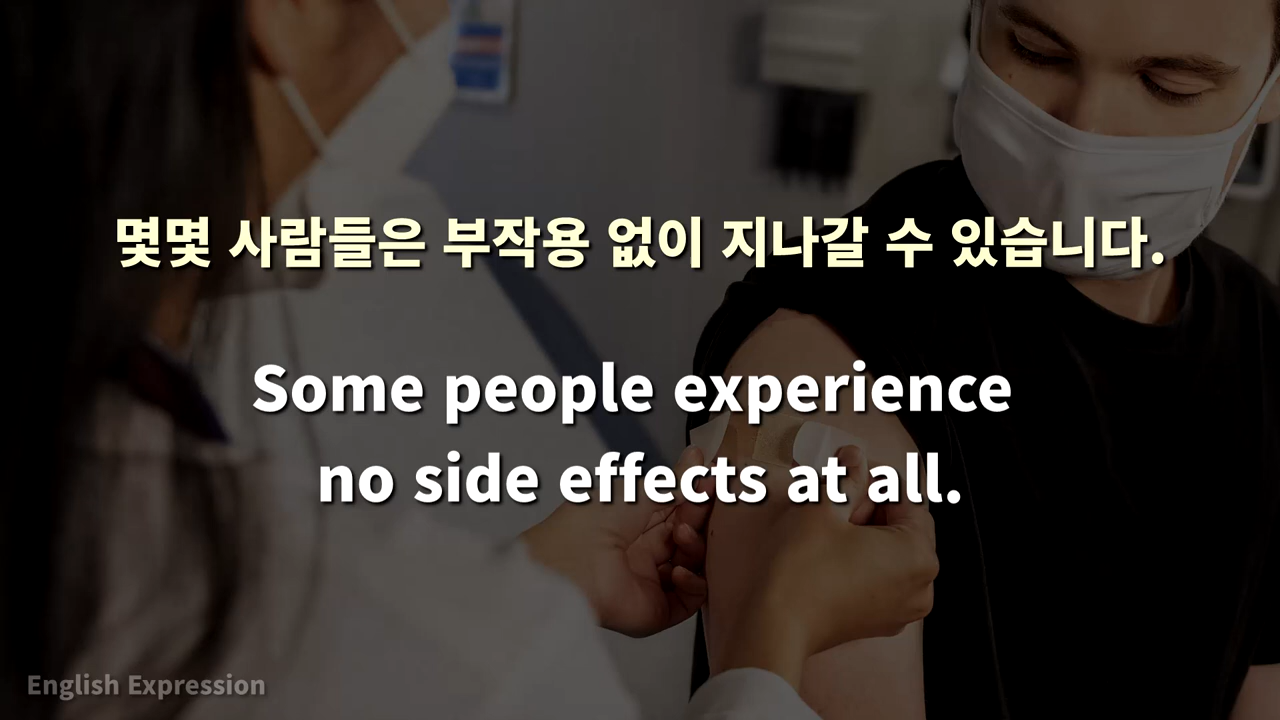 몇몇 사람들은 부작용 없이 지나갈 수 있습니다.
Some people experience
no side effects at all.
English Expression